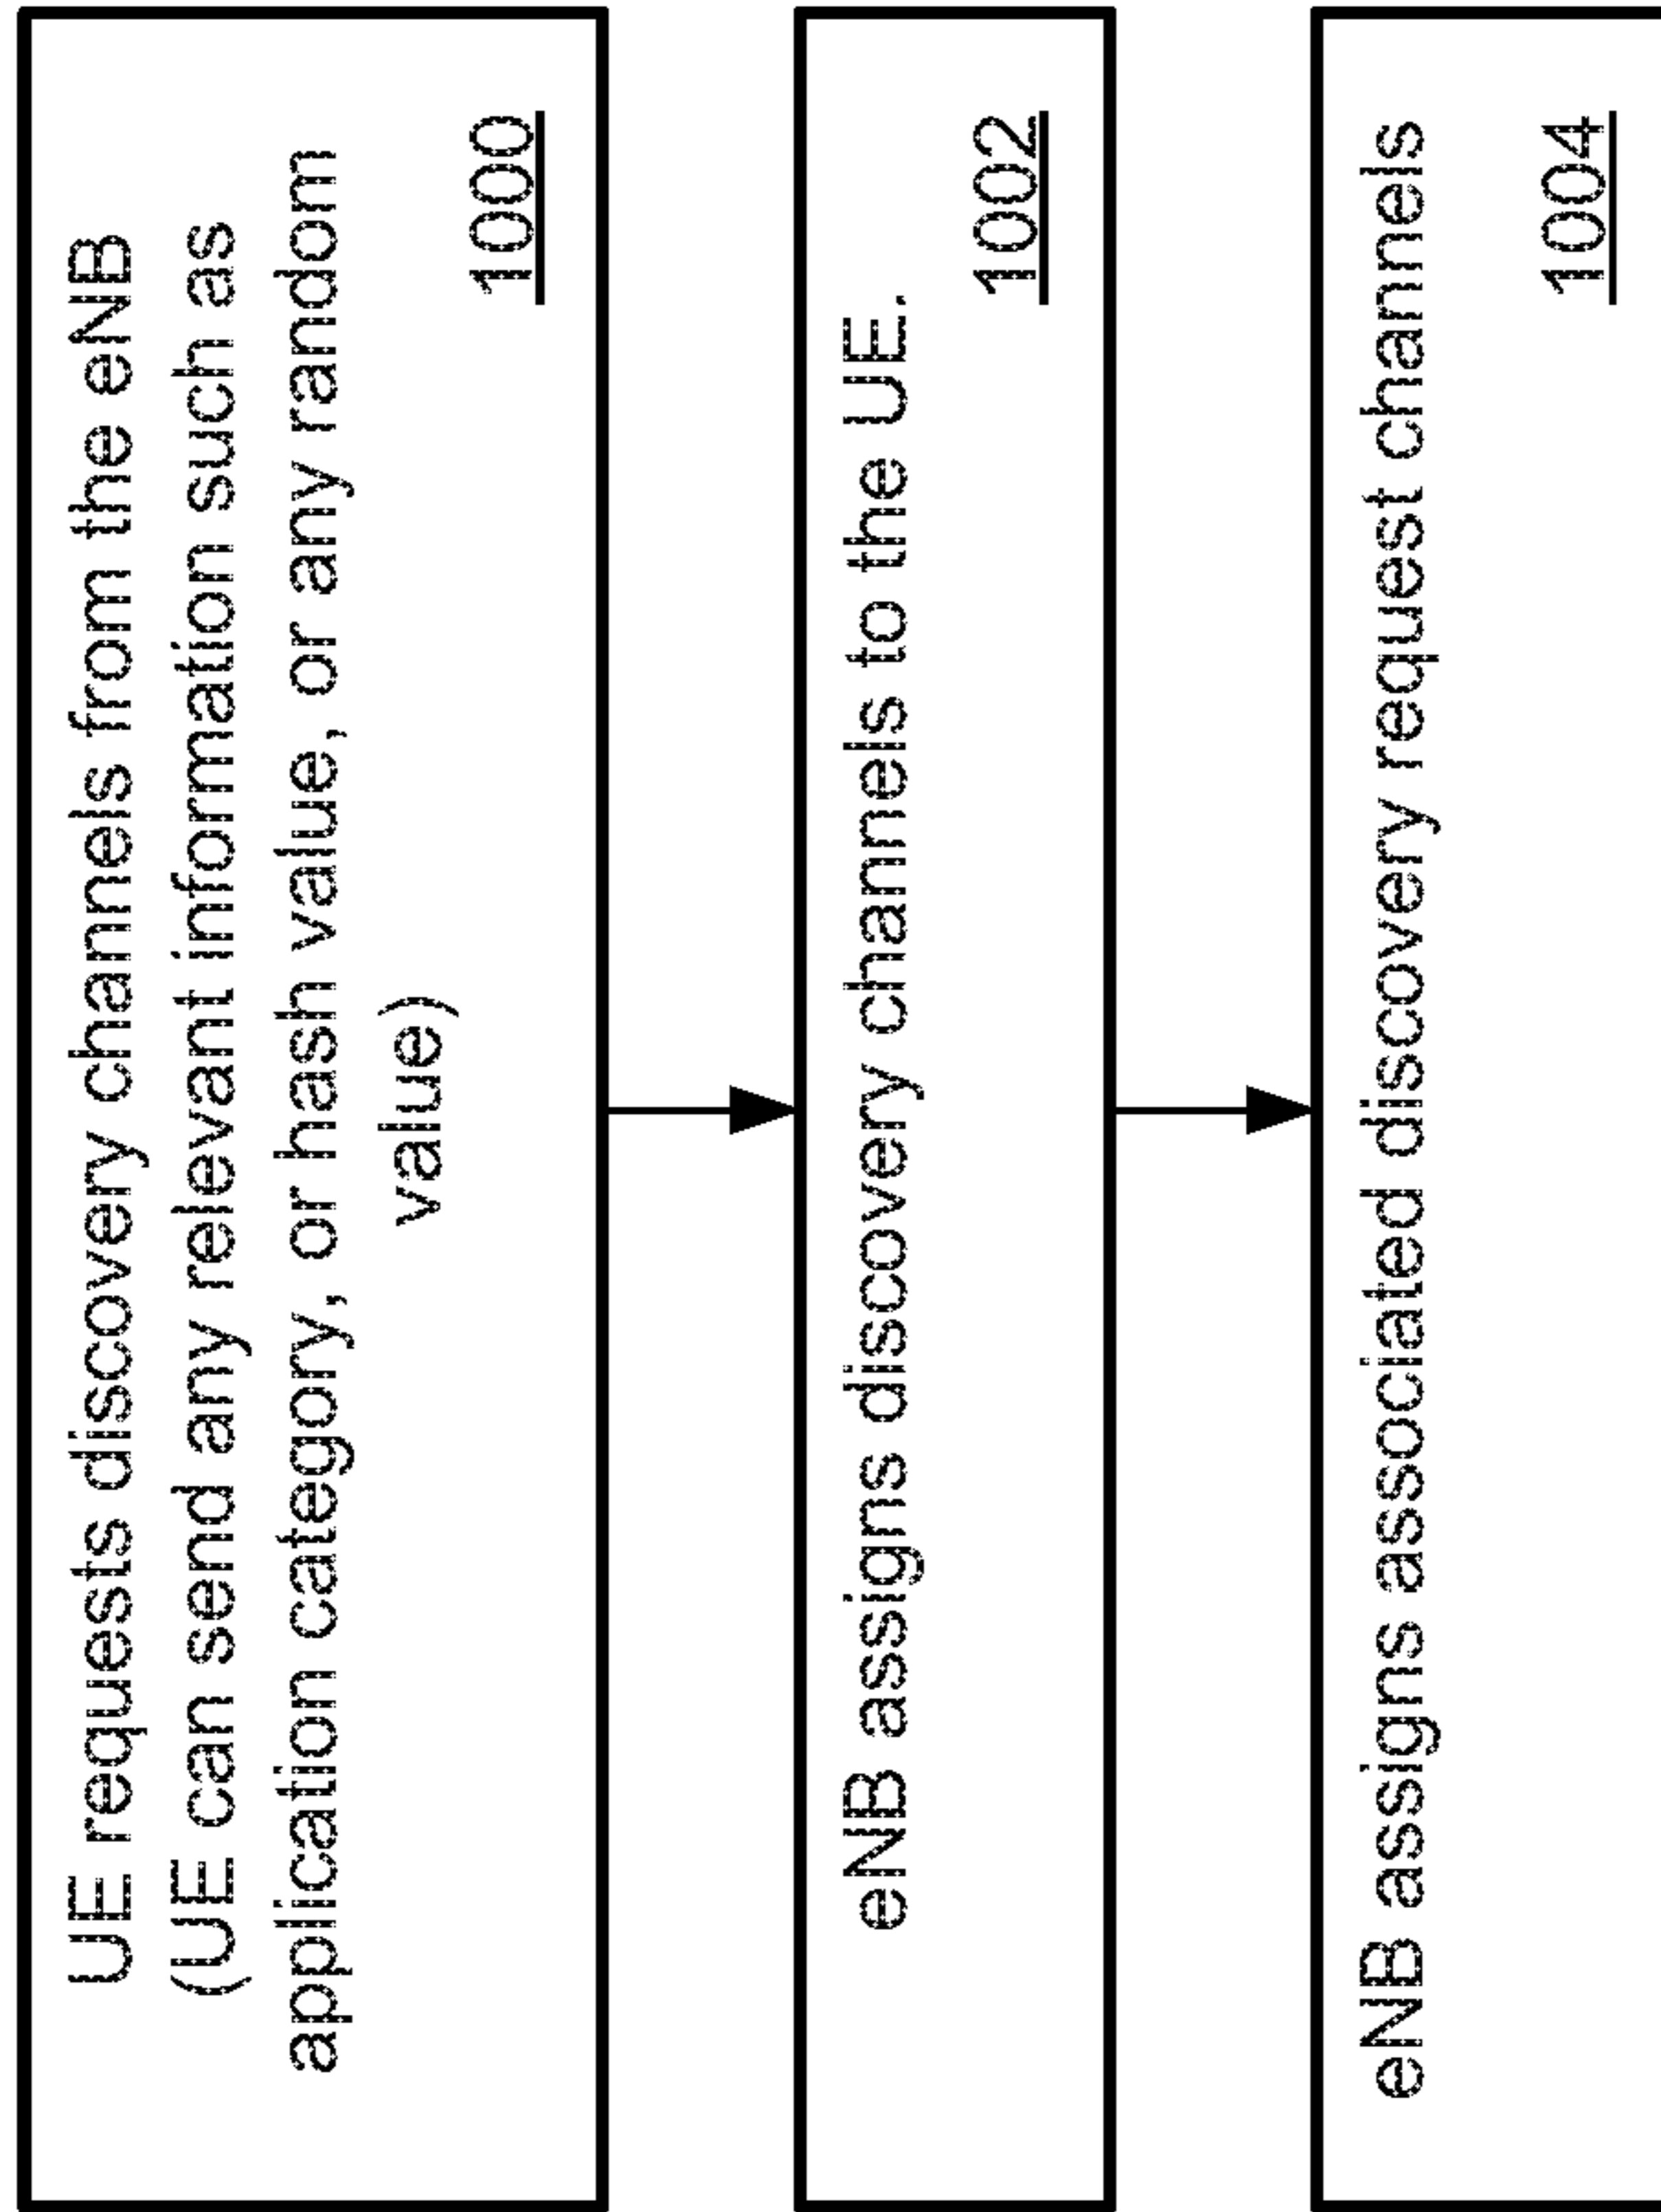 UE requests discovery channels from the eNB
(UE can send any relevant information such as
application category, or hash value, or any random
value)
1000
eNB assigns discovery channels to the UE.
1002
eNB assigns associated discovery request channels
1004